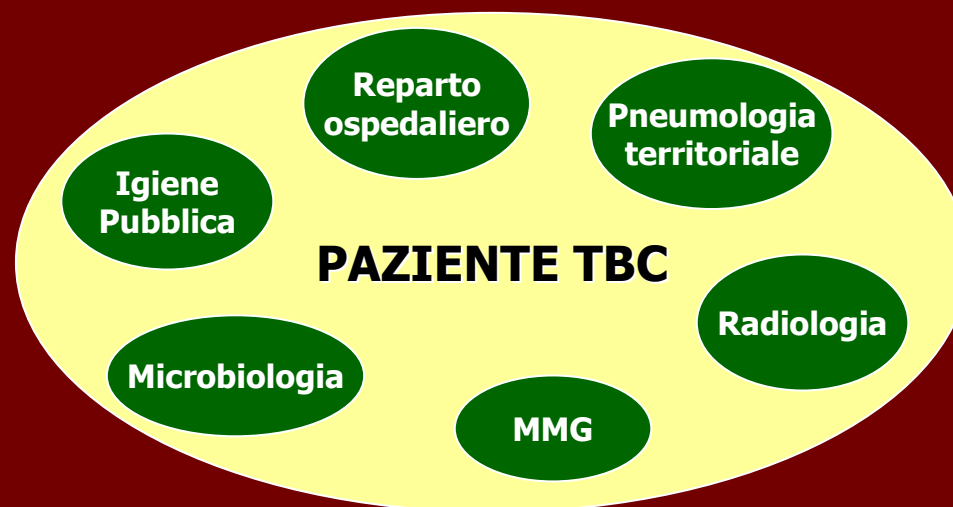 Reparto
ospedaliero
Pneumologia
territoriale
Igiene
Pubblica
PAZIENTE TBC
Radiologia
Microbiologia
MMG